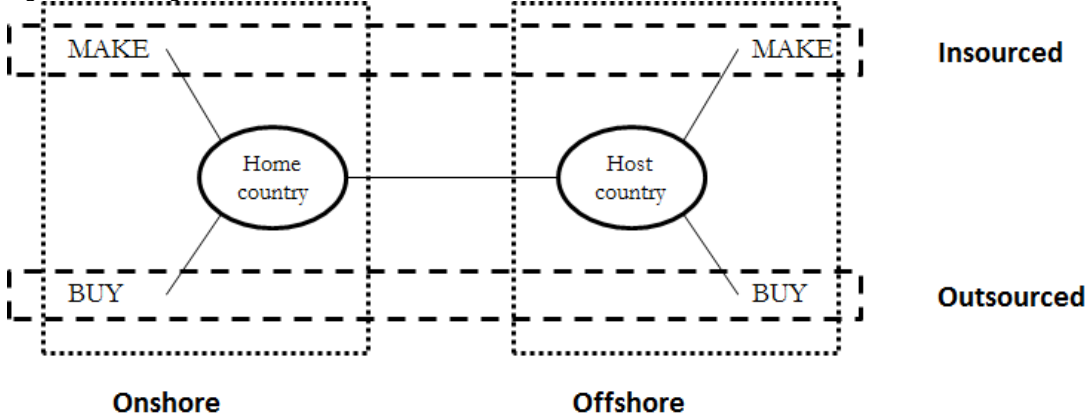 MAKE MAKE Insourced
Home Host
country country
BUY BUY Outsourced
Onshore Offshore